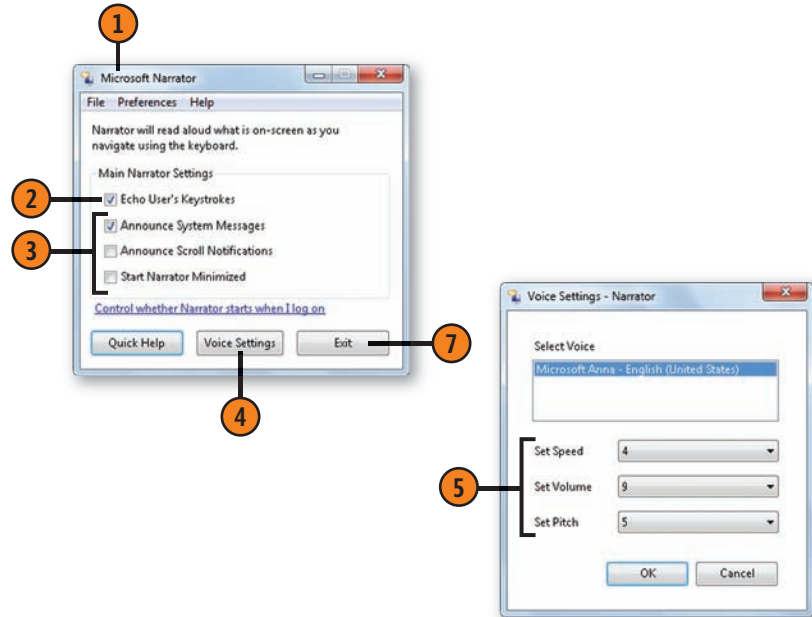 1
Microsoft Narrator
File Preferences Help
Narrator will read aloud what is on-screen as you
navigate using the keyboard.
Main Narrator Settings
2
Echo User's Keystrokes
3
Announce System Messages
Announce Scroll Notifications
Start Narrator Minimized
Control whether Narrator starts when I log on
Quick Help Voice Settings Exit
7
4
Voice Settings - Narrator
Select Voice
Microsoft Anna - English (United States)
5
Set Speed 4
Set Volume 9
Set Pitch 5
OK Cancel